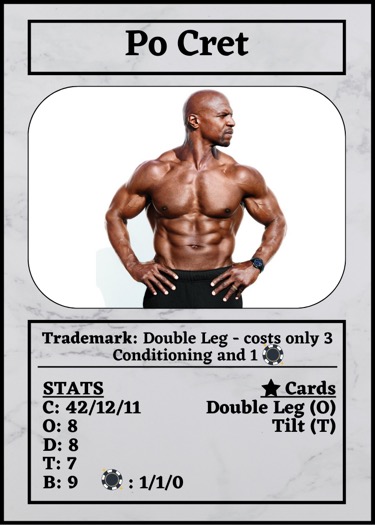 Po Cret
Trademark: Double Leg - costs only 3
Conditioning and 1
STATS
C: 42/12/11
O: 8
D: 8
T: 7
B: 9 : 1/1/0
Cards
Double Leg (O)
Tilt (T)